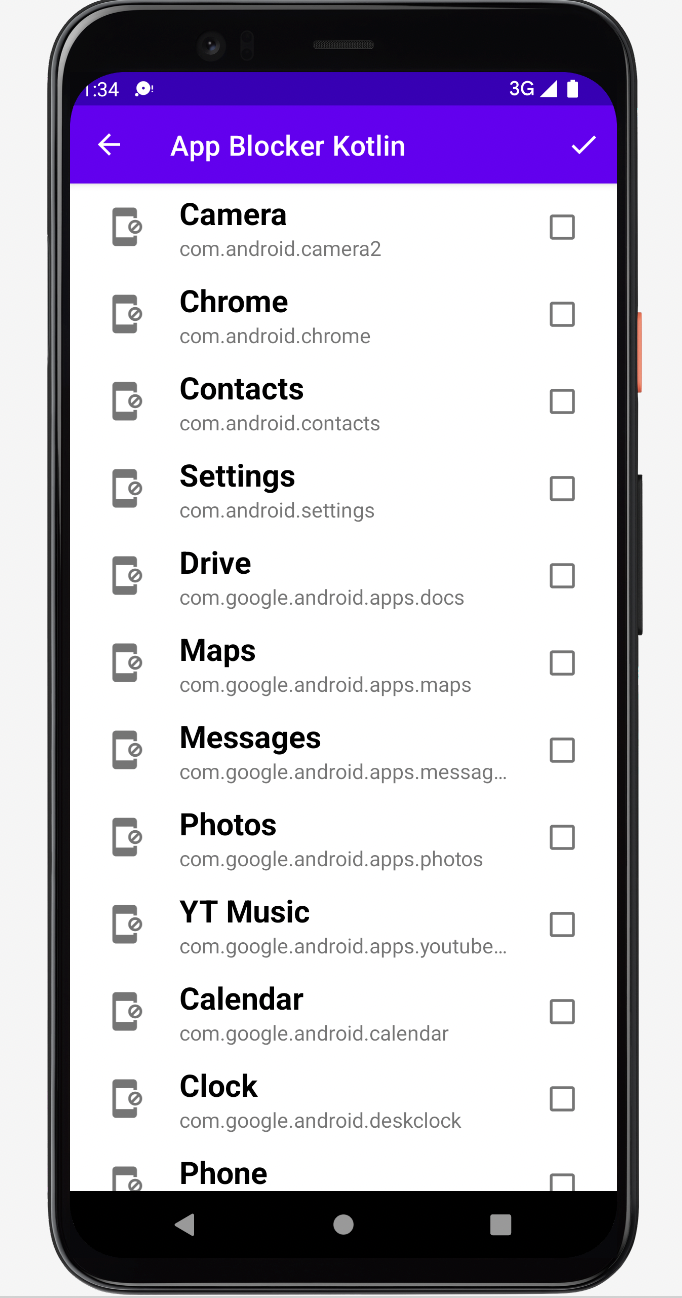 1:34 3G
App Blocker Kotlin
Camera
com.android.camera2
Chrome
com.android.chrome
Contacts
com.android.contacts
Settings
com.android.settings
Drive
com.google.android.apps.docs
Maps
com.google.android.apps.maps
Messages
com.google.android.apps.messag...
Photos
com.google.android.apps.photos
YT Music
com.google.android.apps.youtube...
Calendar
com.google.android.calendar
Clock
com.google.android.deskclock
Phone